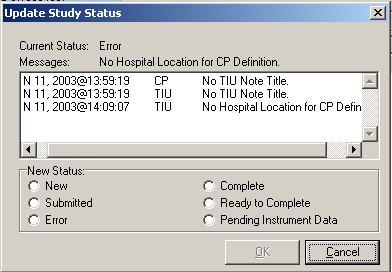 Update Study Status
Current Status: Error
Messages: No Hospital Location for CP Definition.
N 11, 2003@13:59:19 CP No TIU Note Title.
N 11, 2003@13:59:19 TIU No TIU Note Title.
N 11, 2003@14:09:07 TIU No Hospital Location for CP Defin
New Status:
New Complete
Submitted Ready to Complete
Error Pending Instrument Data
OK Cancel